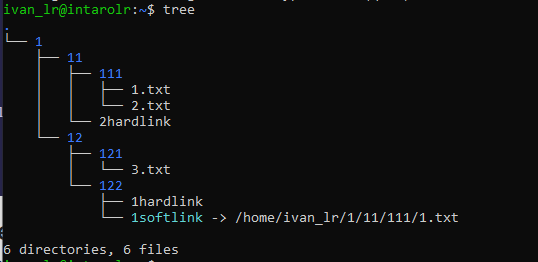 ivan_lr@intarolr:~$ tree
.
└── 1
    ├── 11
    │   ├── 111
    │   │   ├── 1.txt
    │   │   └── 2.txt
    │   └── 2hardlink
    └── 12
        ├── 121
        │   └── 3.txt
        └── 122
            ├── 1hardlink
            └── 1softlink -> /home/ivan_lr/1/11/111/1.txt

6 directories, 6 files